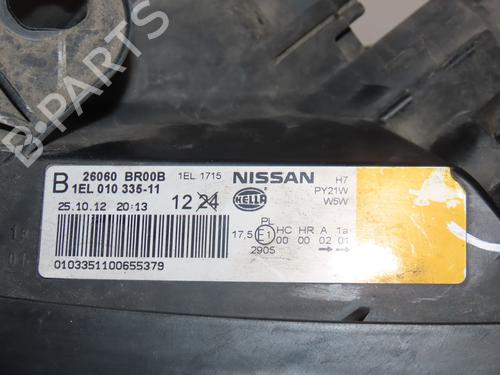 B 26060 BR00B 1EL 1715 NISSAN H7
1EL 010 335-11 HELLA PY21W
25.10.12 20:13 12 24 W5W
PL
17,5 E1 HC HR A 1a
00 00 02 01
2905
0103351100655379
B-PARTS